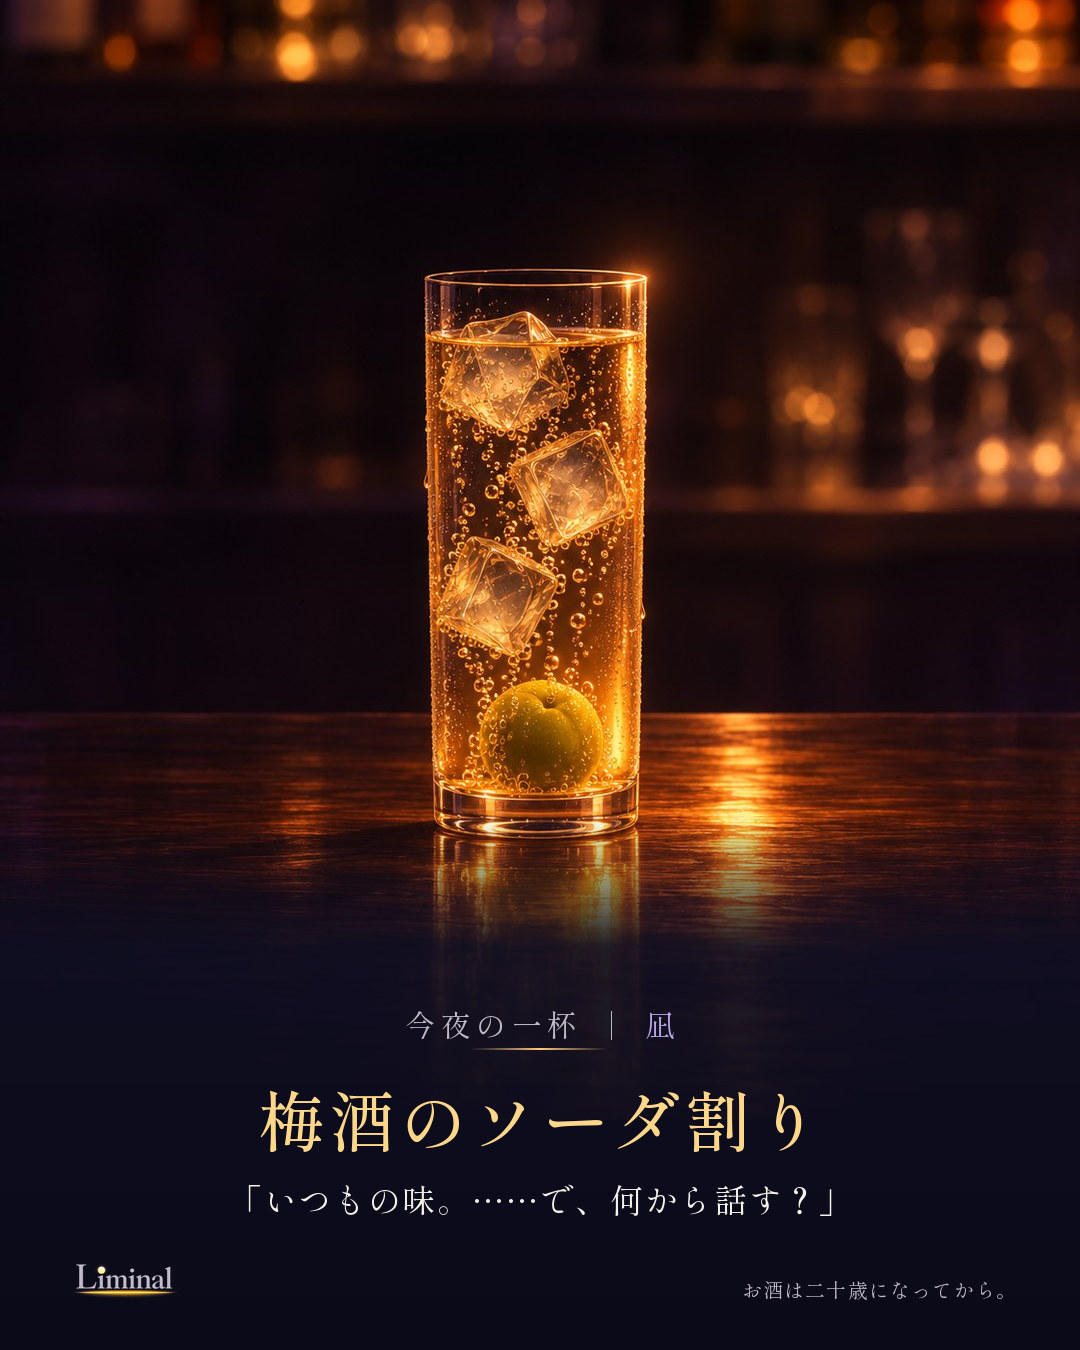 今夜の一杯 ｜ 凪
梅酒のソーダ割り
「いつもの味。……で、何から話す？」
Liminal
お酒は二十歳になってから。